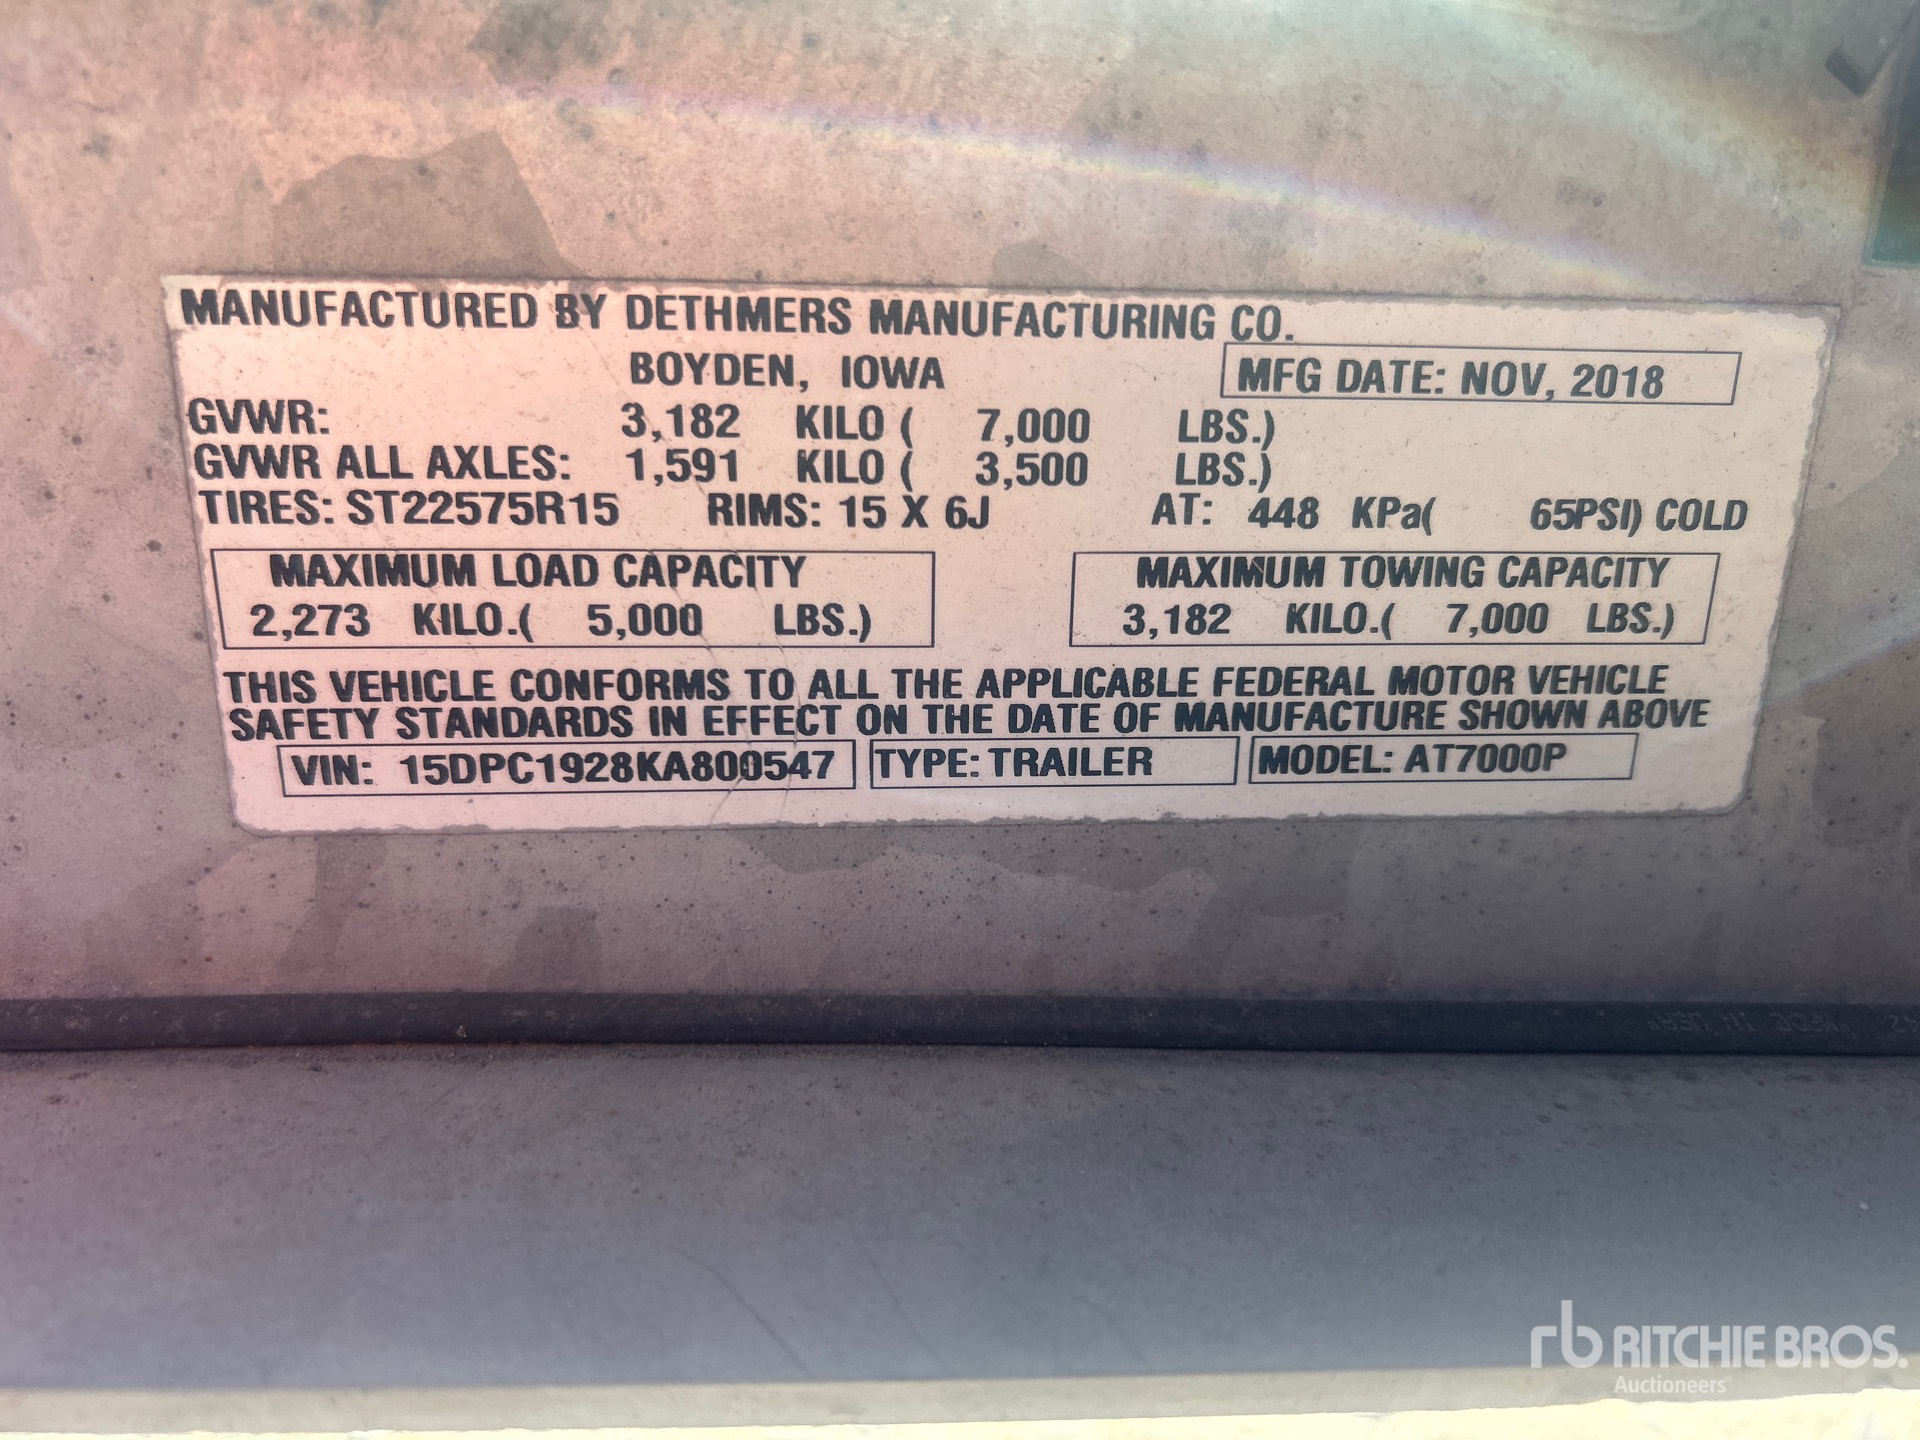 MANUFACTURED BY DETHMERS MANUFACTURING CO.
BOYDEN, IOWA
MFG DATE: NOV, 2018
GVWR: 3,182 KILO ( 7,000 LBS.)
GVWR ALL AXLES: 1,591 KILO ( 3,500 LBS.)
TIRES: ST22575R15 RIMS: 15 X 6J AT: 448 KPa( 65PSI) COLD
MAXIMUM LOAD CAPACITY
2,273 KILO.( 5,000 LBS.)
MAXIMUM TOWING CAPACITY
3,182 KILO.( 7,000 LBS.)
THIS VEHICLE CONFORMS TO ALL THE APPLICABLE FEDERAL MOTOR VEHICLE
SAFETY STANDARDS IN EFFECT ON THE DATE OF MANUFACTURE SHOWN ABOVE
VIN: 15DPC1928KA800547 TYPE: TRAILER MODEL: AT7000P
rb RITCHIE BROS.
Auctioneers